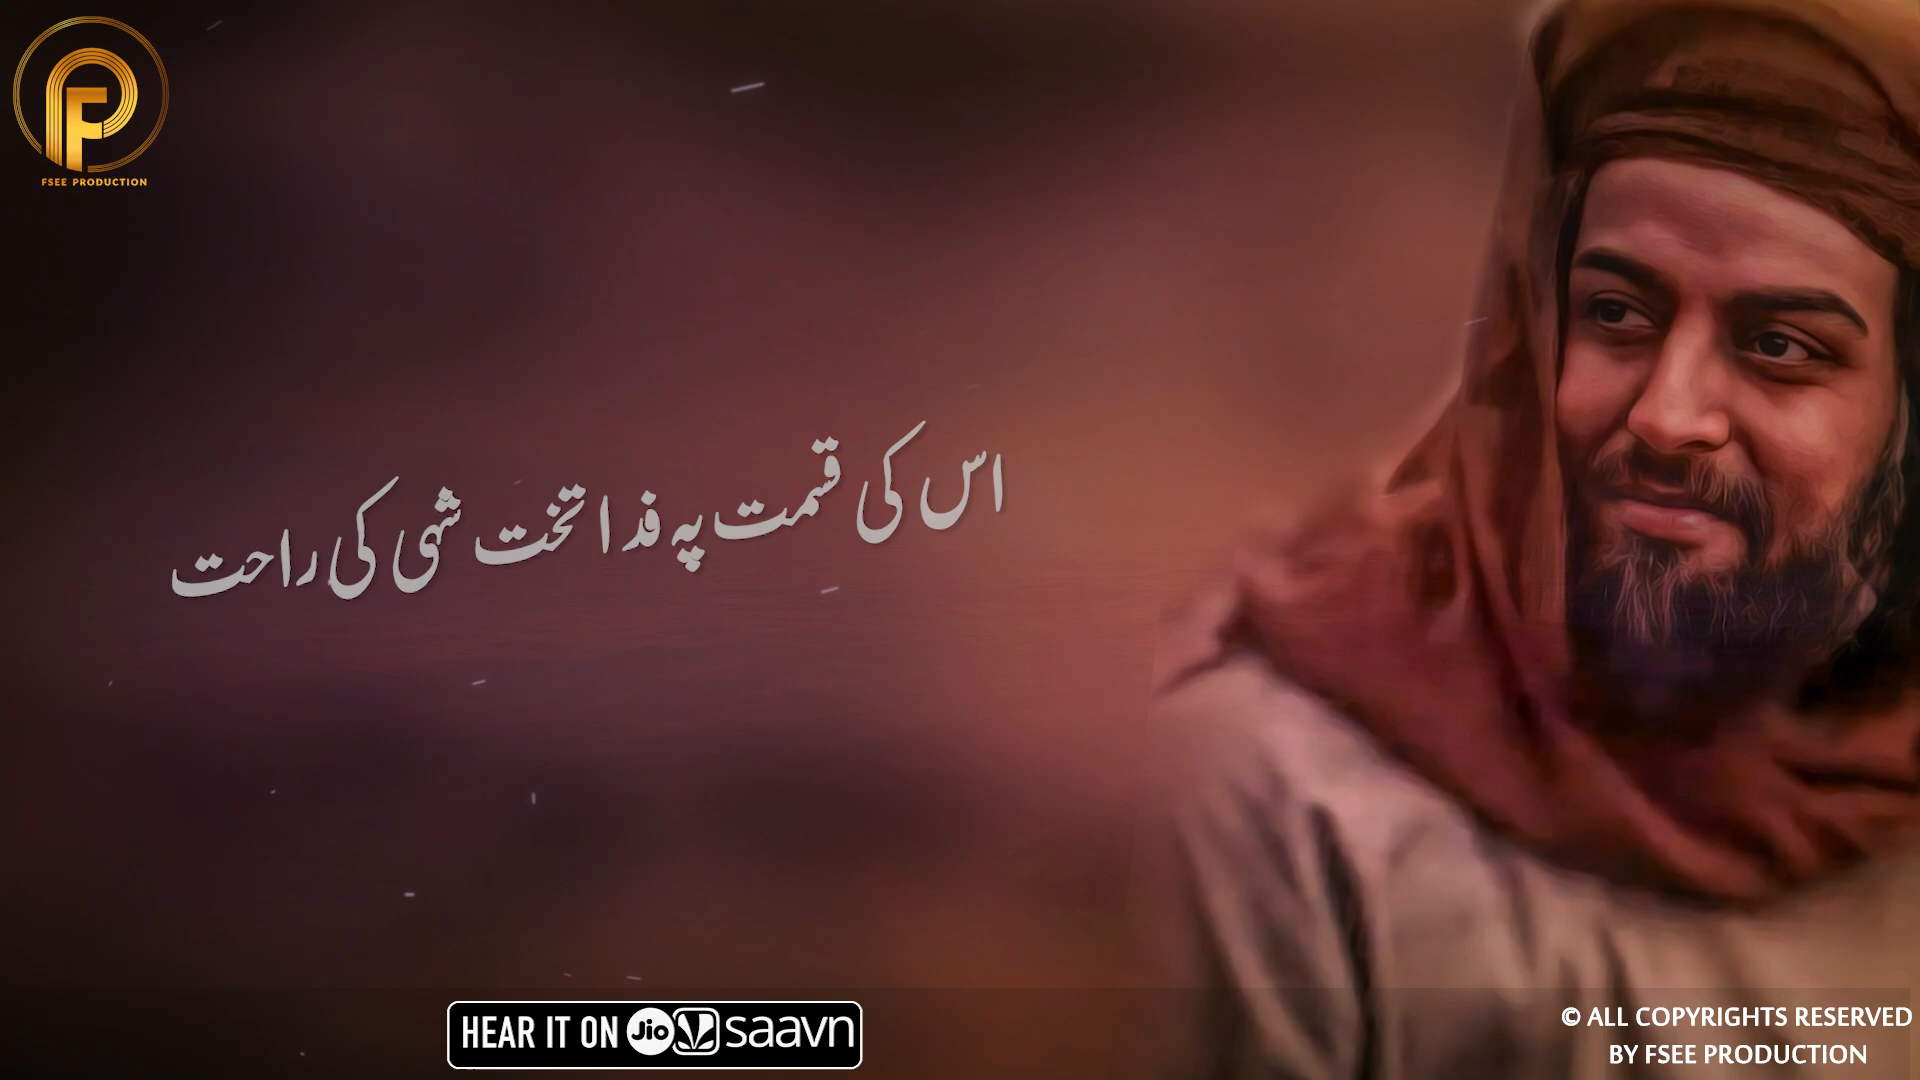 FSEE PRODUCTION
اس کی قسمت پہ فدا تخت شہی کی راحت
HEAR IT ON Jio saavn
© ALL COPYRIGHTS RESERVED
BY FSEE PRODUCTION